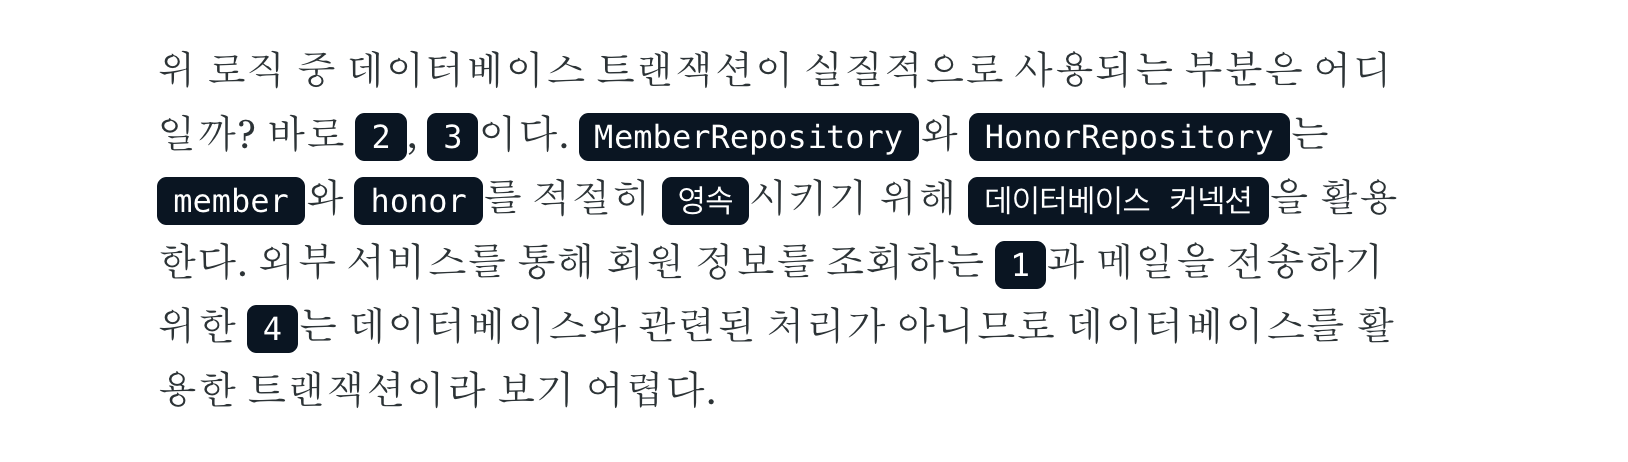 위 로직 중 데이터베이스 트랜잭션이 실질적으로 사용되는 부분은 어디
일까? 바로 2, 3이다. MemberRepository와 HonorRepository는
member와 honor를 적절히 영속시키기 위해 데이터베이스 커넥션을 활용
한다. 외부 서비스를 통해 회원 정보를 조회하는 1과 메일을 전송하기
위한 4는 데이터베이스와 관련된 처리가 아니므로 데이터베이스를 활
용한 트랜잭션이라 보기 어렵다.